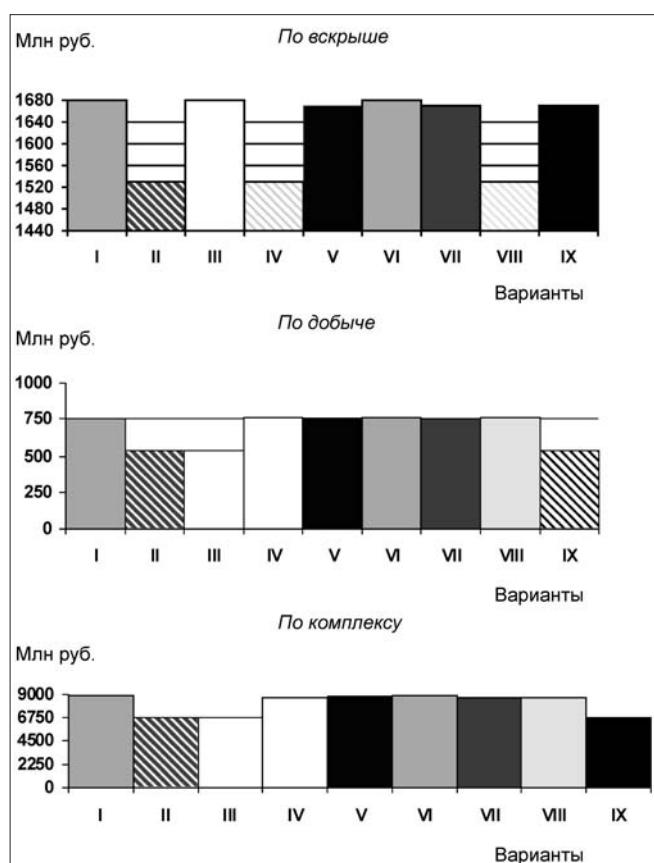 По вскрыше
Млн руб.
1680
1640
1600
1560
1520
1480
1440
I II III IV V VI VII VIII IX
Варианты
По добыче
Млн руб.
1000
750
500
250
0
I II III IV V VI VII VIII IX
Варианты
По комплексу
Млн руб.
9000
6750
4500
2250
0
I II III IV V VI VII VIII IX
Варианты